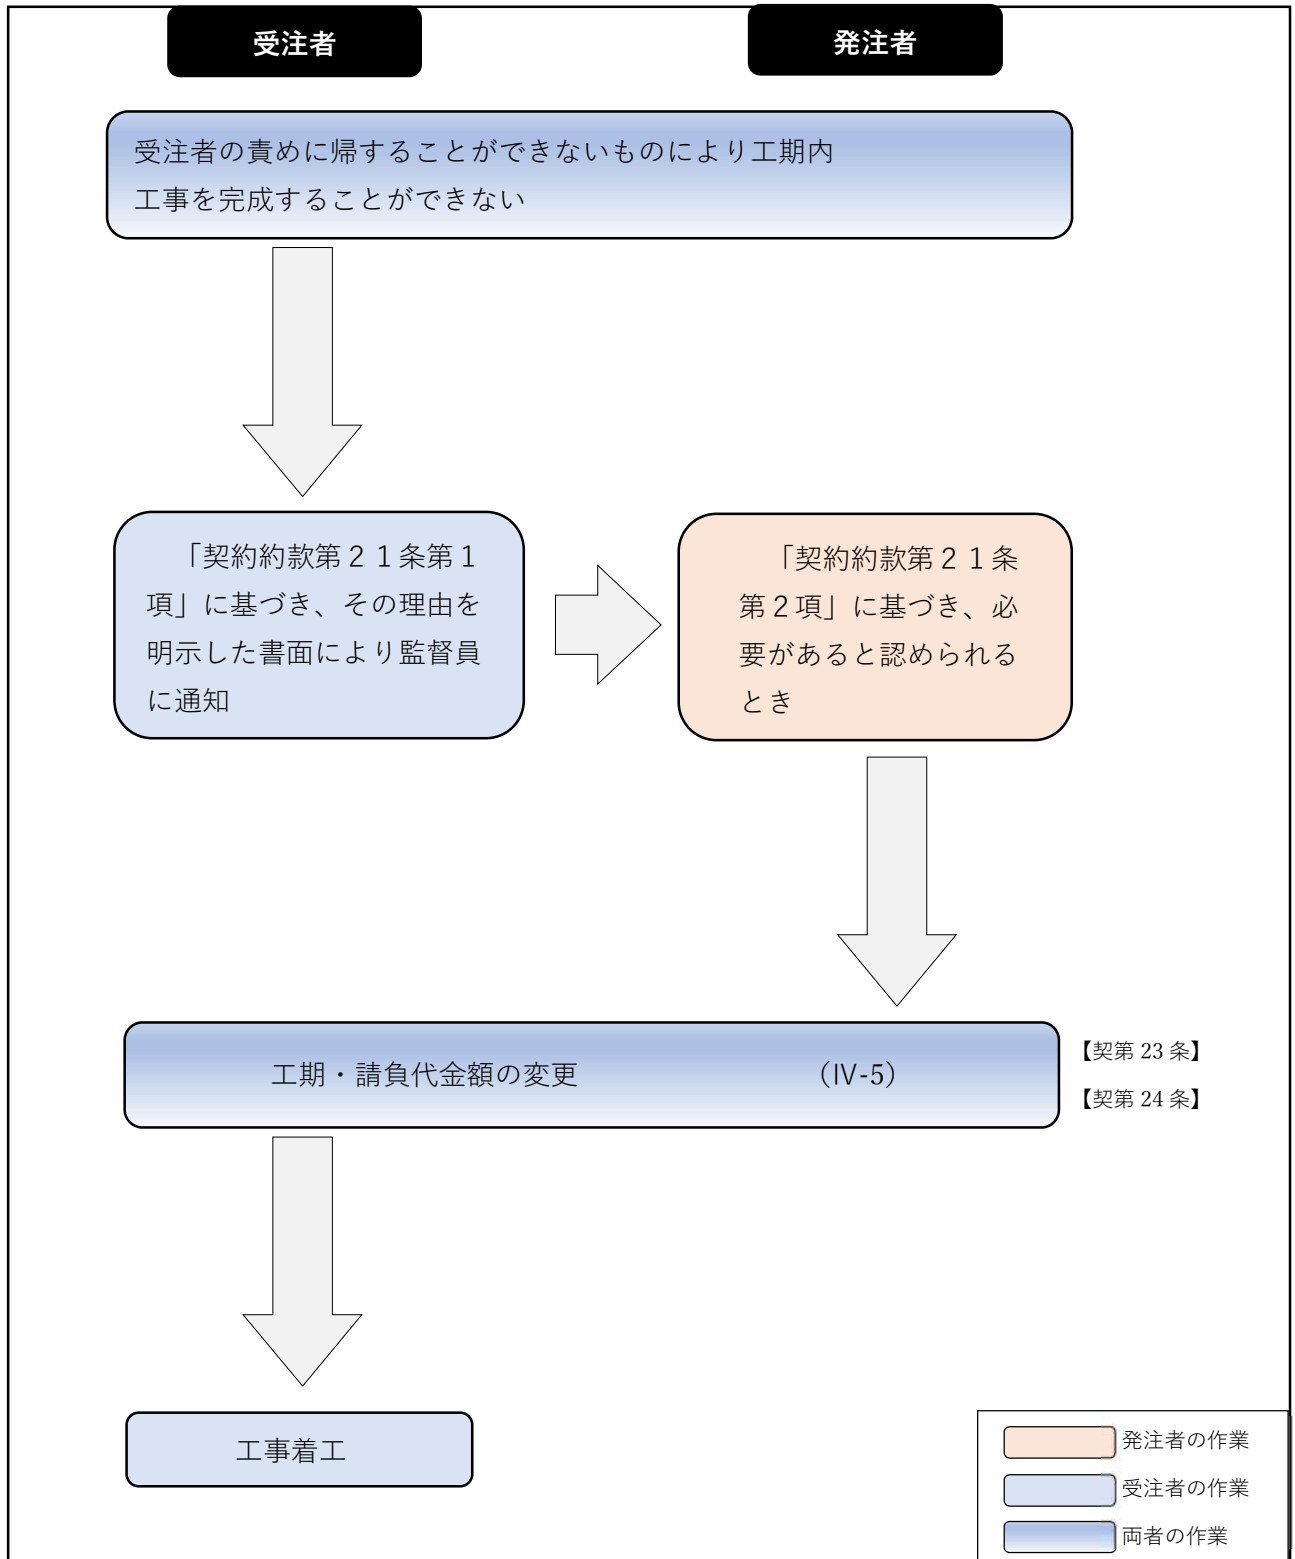 受注者
発注者
受注者の責めに帰することができないものにより工期内
工事を完成することができない
「契約約款第２１条第１
項」に基づき、その理由を
明示した書面により監督員
に通知
「契約約款第２１条
第２項」に基づき、必
要があると認められる
とき
工期・請負代金額の変更 （Ⅳ-5）
【契第 23 条】
【契第 24 条】
工事着工
発注者の作業
受注者の作業
両者の作業